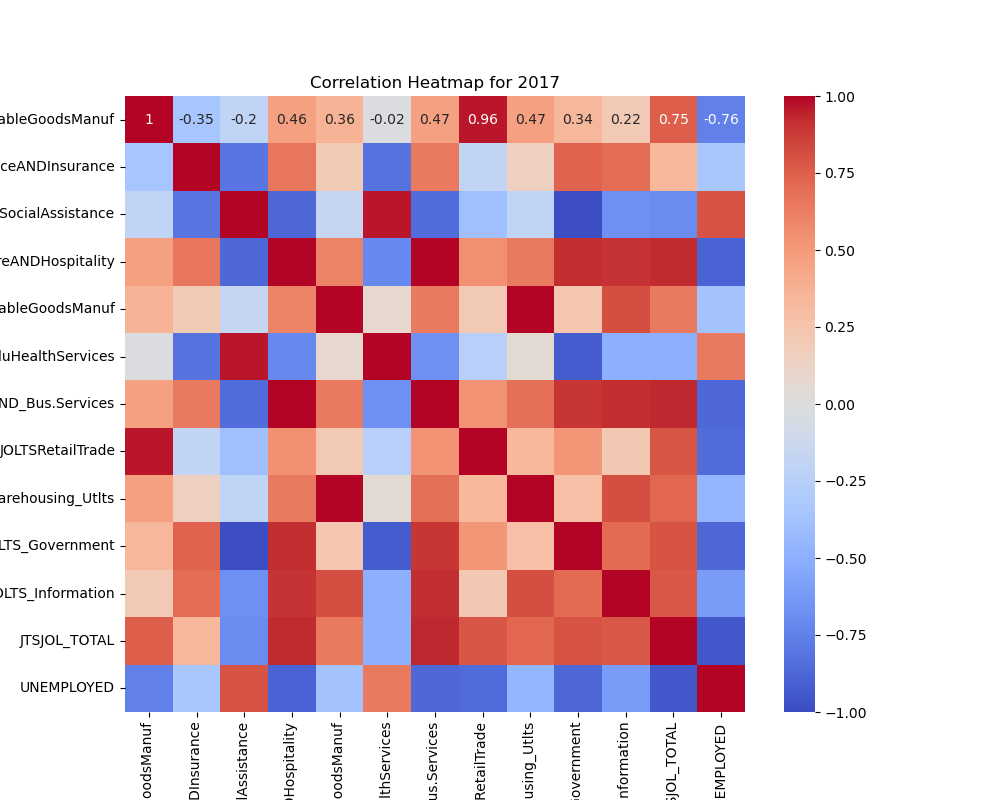 Correlation Heatmap for 2017
ableGoodsManuf
1 -0.35 -0.2 0.46 0.36 -0.02 0.47 0.96 0.47 0.34 0.22 0.75 -0.76
ceANDInsurance
SocialAssistance
reANDHospitality
ableGoodsManuf
uHealthServices
ND_Bus.Services
JOLTSRetailTrade
arehousing_Utlts
LTS_Government
OLTS_Information
JTSJOL_TOTAL
UNEMPLOYED
oodsManuf
DInsurance
lAssistance
Hospitality
oodsManuf
lthServices
us.Services
RetailTrade
using_Utlts
overnment
nformation
SJOL_TOTAL
EMPLOYED
1.00
0.75
0.50
0.25
0.00
−0.25
−0.50
−0.75
−1.00